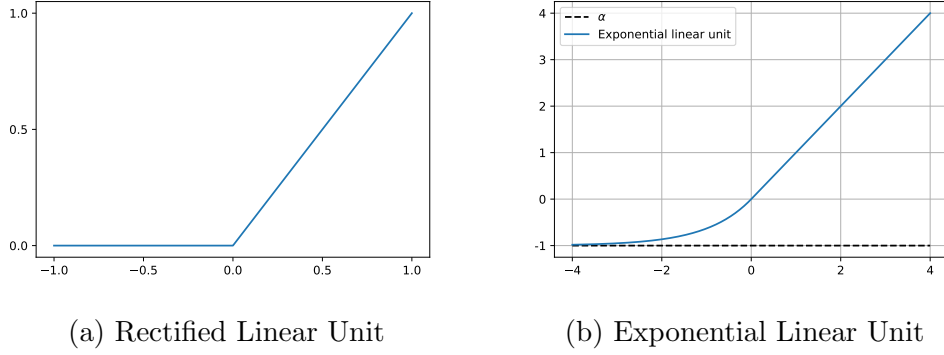 1.0
0.5
0.0
−1.0 −0.5 0.0 0.5 1.0
(a) Rectified Linear Unit
α
Exponential linear unit
4
3
2
1
0
-1
−4 −2 0 2 4
(b) Exponential Linear Unit